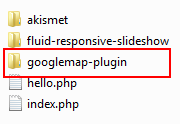 akismet
fluid-responsive-slideshow
googlemap-plugin
hello.php
index.php